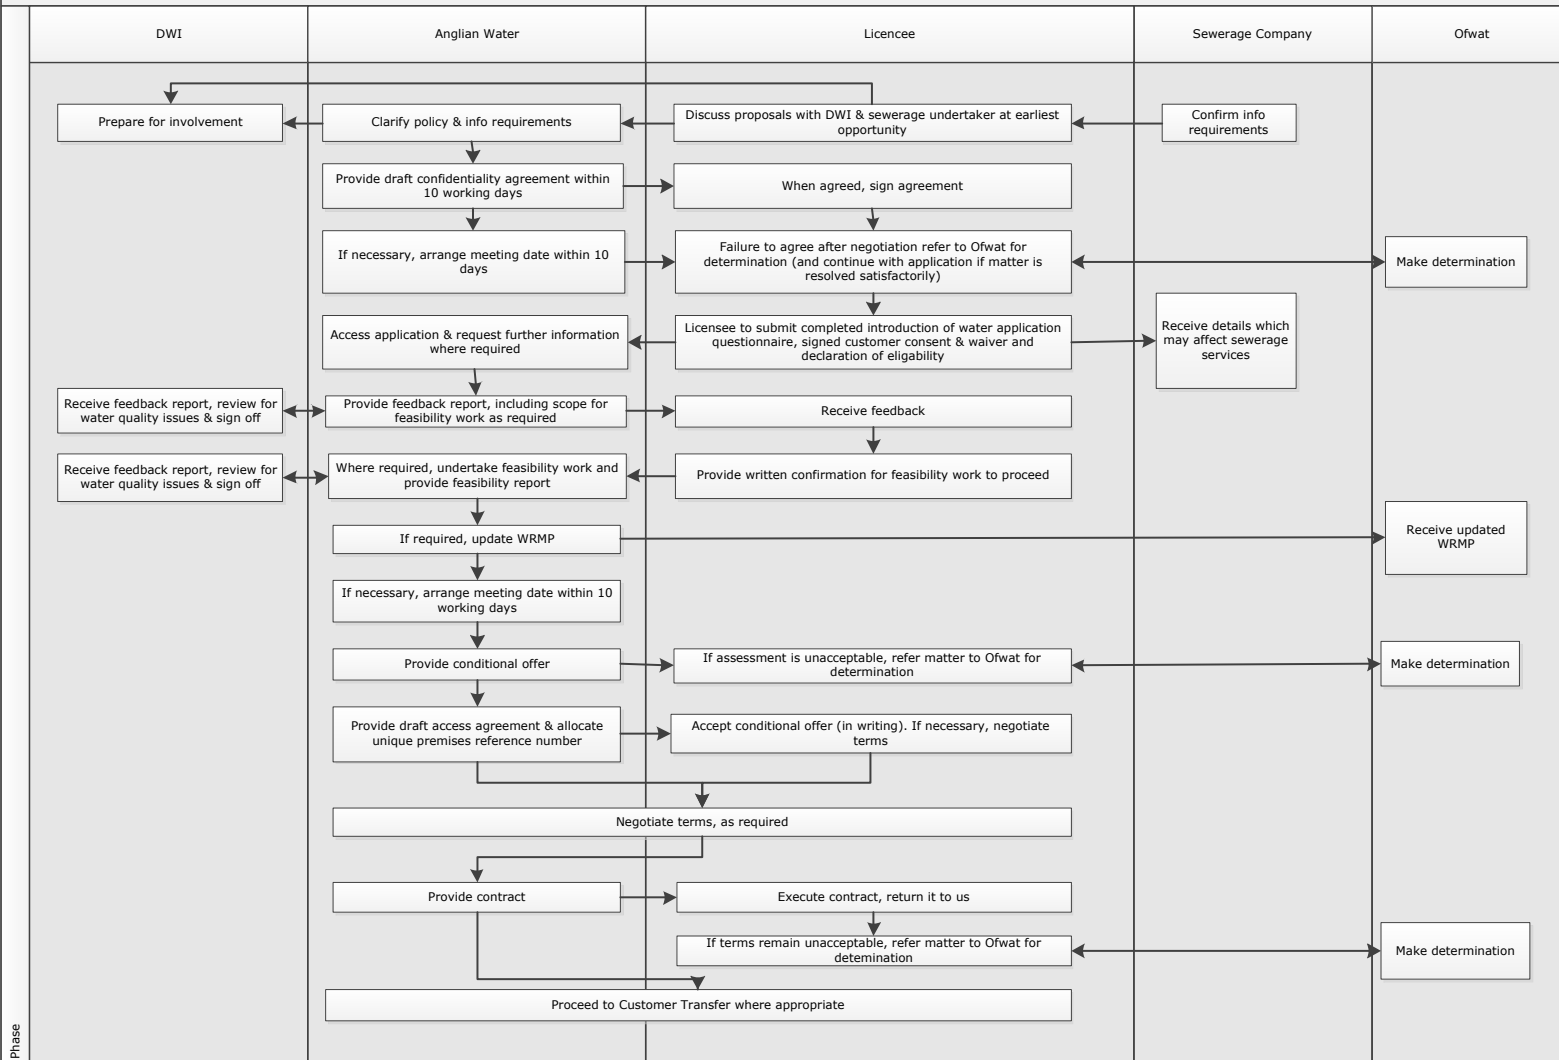 DWI
Anglian Water
Licencee
Sewerage Company
Ofwat
Prepare for involvement
Clarify policy & info requirements
Discuss proposals with DWI & sewerage undertaker at earliest
opportunity
Confirm info
requirements
Provide draft confidentiality agreement within
10 working days
When agreed, sign agreement
If necessary, arrange meeting date within 10
days
Failure to agree after negotiation refer to Ofwat for
determination (and continue with application if matter is
resolved satisfactorily)
Make determination
Access application & request further information
where required
Licensee to submit completed introduction of water application
questionnaire, signed customer consent & waiver and
declaration of eligability
Receive details which
may affect sewerage
services
Receive feedback report, review for
water quality issues & sign off
Provide feedback report, including scope for
feasibility work as required
Receive feedback
Receive feedback report, review for
water quality issues & sign off
Where required, undertake feasibility work and
provide feasibility report
Provide written confirmation for feasibility work to proceed
If required, update WRMP
Receive updated
WRMP
If necessary, arrange meeting date within 10
working days
Provide conditional offer
If assessment is unacceptable, refer matter to Ofwat for
determination
Make determination
Provide draft access agreement & allocate
unique premises reference number
Accept conditional offer (in writing). If necessary, negotiate
terms
Negotiate terms, as required
Provide contract
Execute contract, return it to us
If terms remain unacceptable, refer matter to Ofwat for
detemination
Make determination
Proceed to Customer Transfer where appropriate
Phase